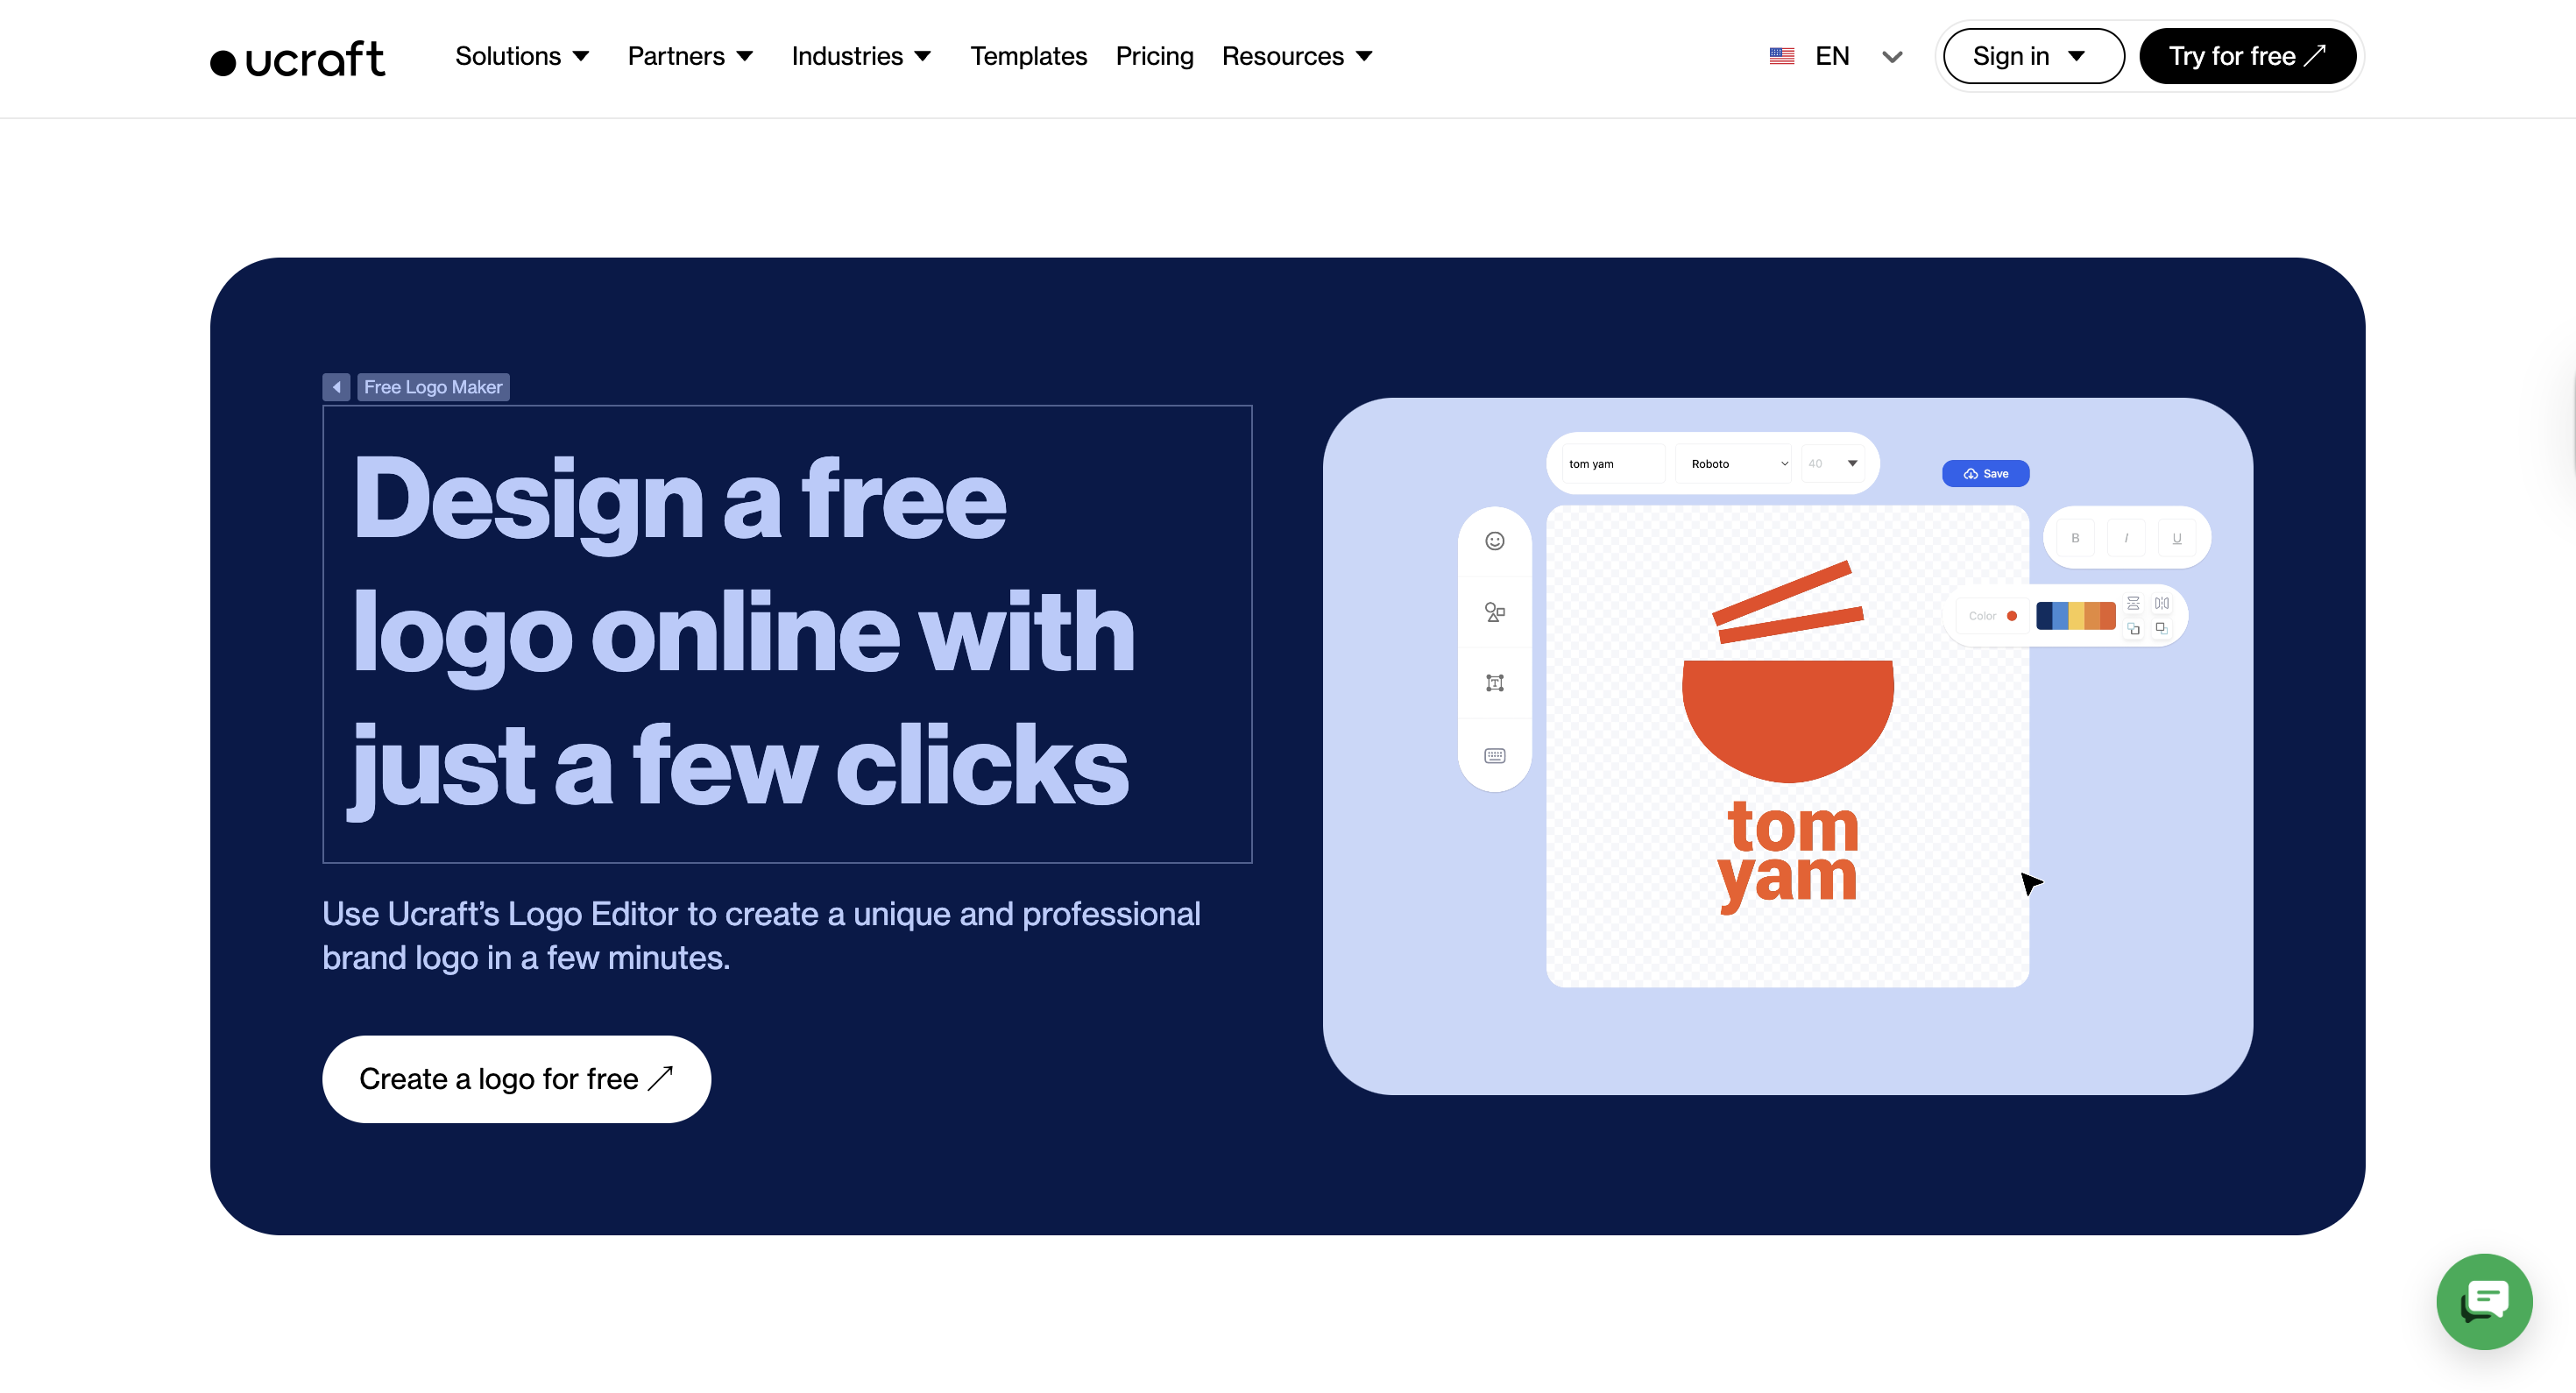 ucraft
Solutions
Partners
Industries
Templates
Pricing
Resources
EN
Sign in
Try for free
Free Logo Maker
Design a free
logo online with
just a few clicks
Use Ucraft’s Logo Editor to create a unique and professional
brand logo in a few minutes.
Create a logo for free
tom yam
Roboto
40
Save
B
I
U
Color
T
tom
yam